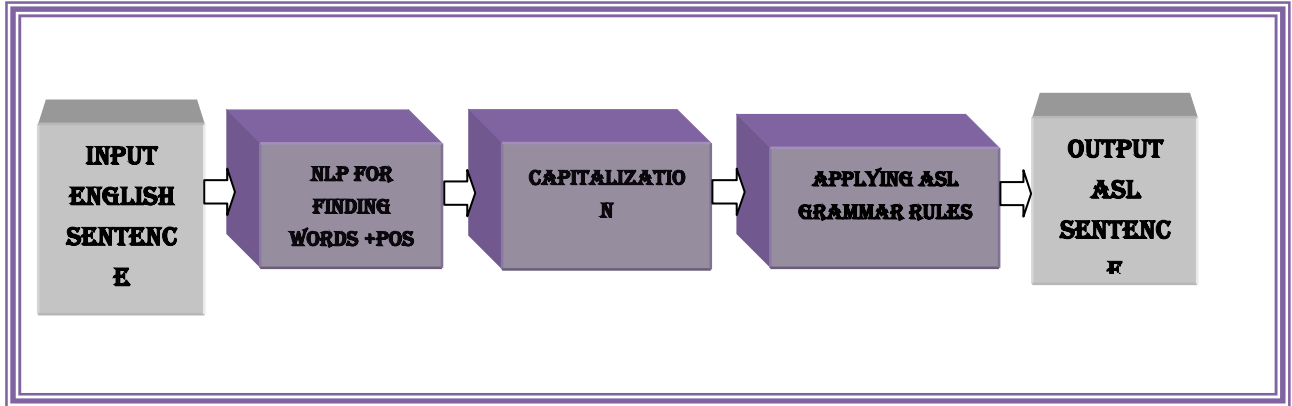 INPUT
ENGLISH
SENTENC
E
NLP FOR
FINDING
WORDS +POS
CAPITALIZATIO
N
APPLYING ASL
GRAMMAR RULES
OUTPUT
ASL
SENTENC
E